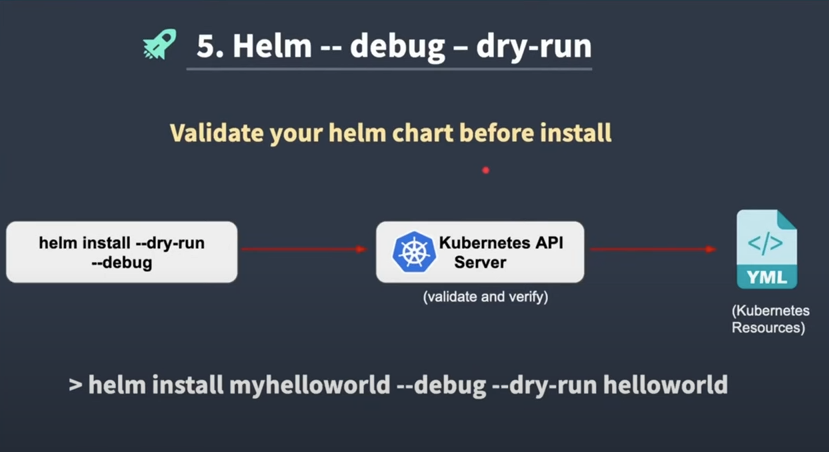 5. Helm -- debug – dry-run
Validate your helm chart before install
helm install --dry-run
--debug
Kubernetes API
Server
(validate and verify)
</>
YML
(Kubernetes
Resources)
> helm install myhelloworld --debug --dry-run helloworld